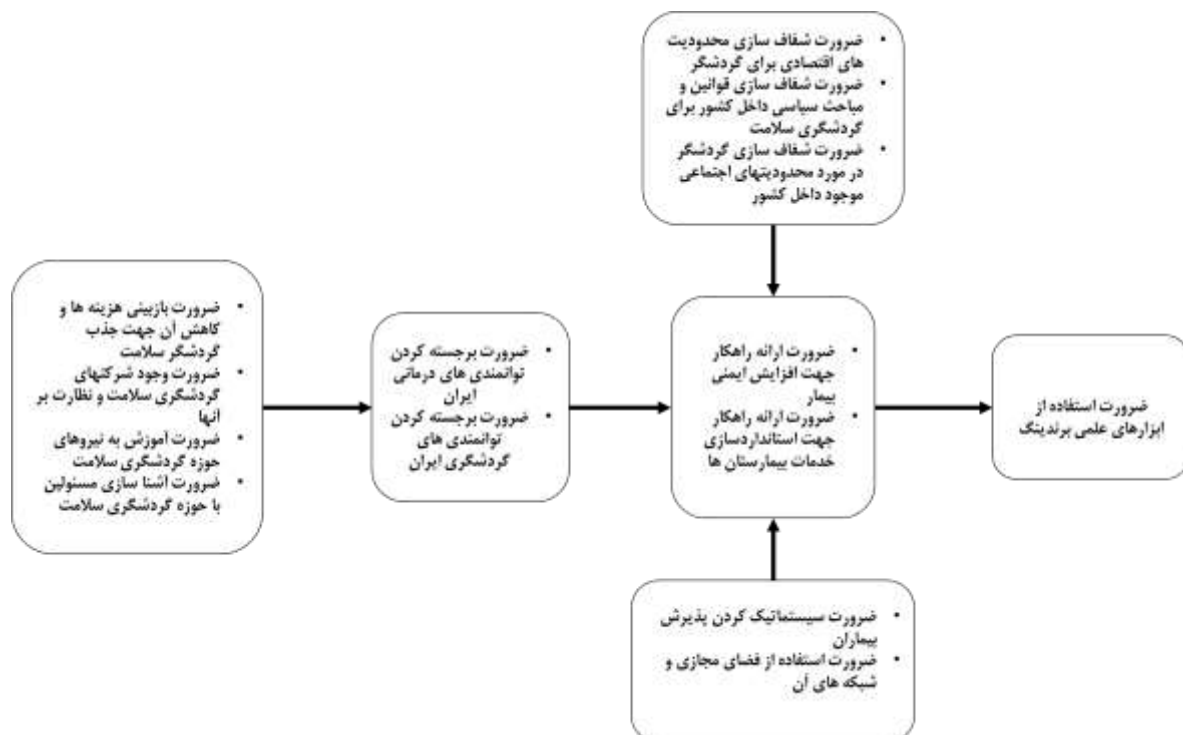 • ضرورت شفاف سازی محدودیت
های اقتصادی برای گردشگر
• ضرورت شفاف سازی قوانین و
مباحث سیاسی داخل کشور برای
گردشگری سلامت
• ضرورت شفاف سازی گردشگر
در مورد محدودیتهای اجتماعی
موجود داخل کشور
• ضرورت بازبینی هزینه ها و
کاهش آن جهت جذب
گردشگر سلامت
• ضرورت وجود شرکتهای
گردشگری سلامت و نظارت بر
آنها
• ضرورت آموزش به نیروهای
حوزه گردشگری سلامت
• ضرورت آشنا سازی مسئولین
با حوزه گردشگری سلامت
• ضرورت برجسته کردن
توانمندی های درمانی
ایران
• ضرورت برجسته کردن
توانمندی های
گردشگری ایران
• ضرورت ارائه راهکار
جهت افزایش ایمنی
بیمار
• ضرورت ارائه راهکار
جهت استانداردسازی
خدمات بیمارستان ها
ضرورت استفاده از
ابزارهای علمی برندینگ
• ضرورت سیستماتیک کردن پذیرش
بیماران
• ضرورت استفاده از فضای مجازی و
شبکه های آن